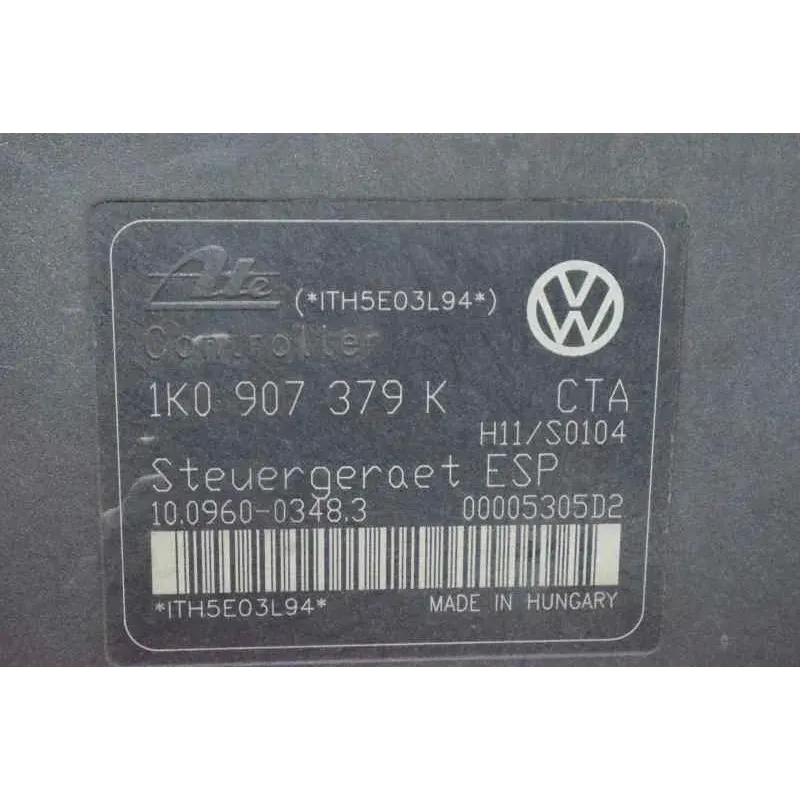 Ate (*ITH5E03L94*)
Controller
1K0 907 379 K CTA
H11/S0104
Steuergeraet ESP
10.0960-0348.3 00005305D2
*ITH5E03L94* MADE IN HUNGARY